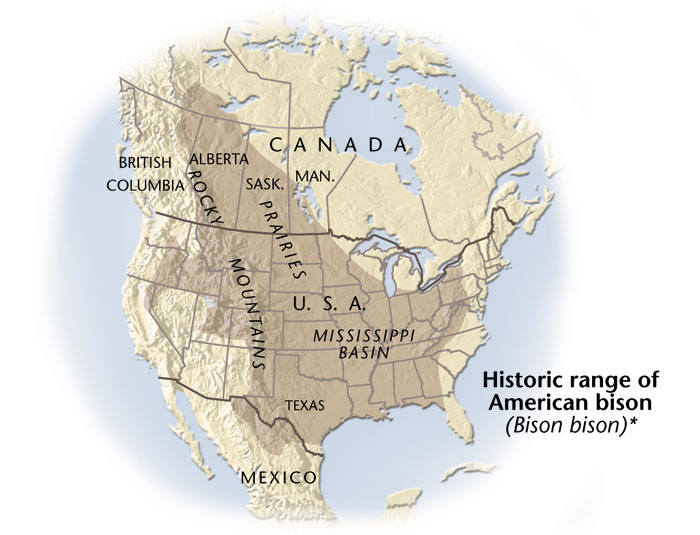 CANADA
BRITISH
COLUMBIA
ALBERTA
SASK.
MAN.
ROCKY
MOUNTAINS
PRAIRIES
U. S. A.
MISSISSIPPI
BASIN
TEXAS
MEXICO
Historic range of
American bison
(Bison bison)*